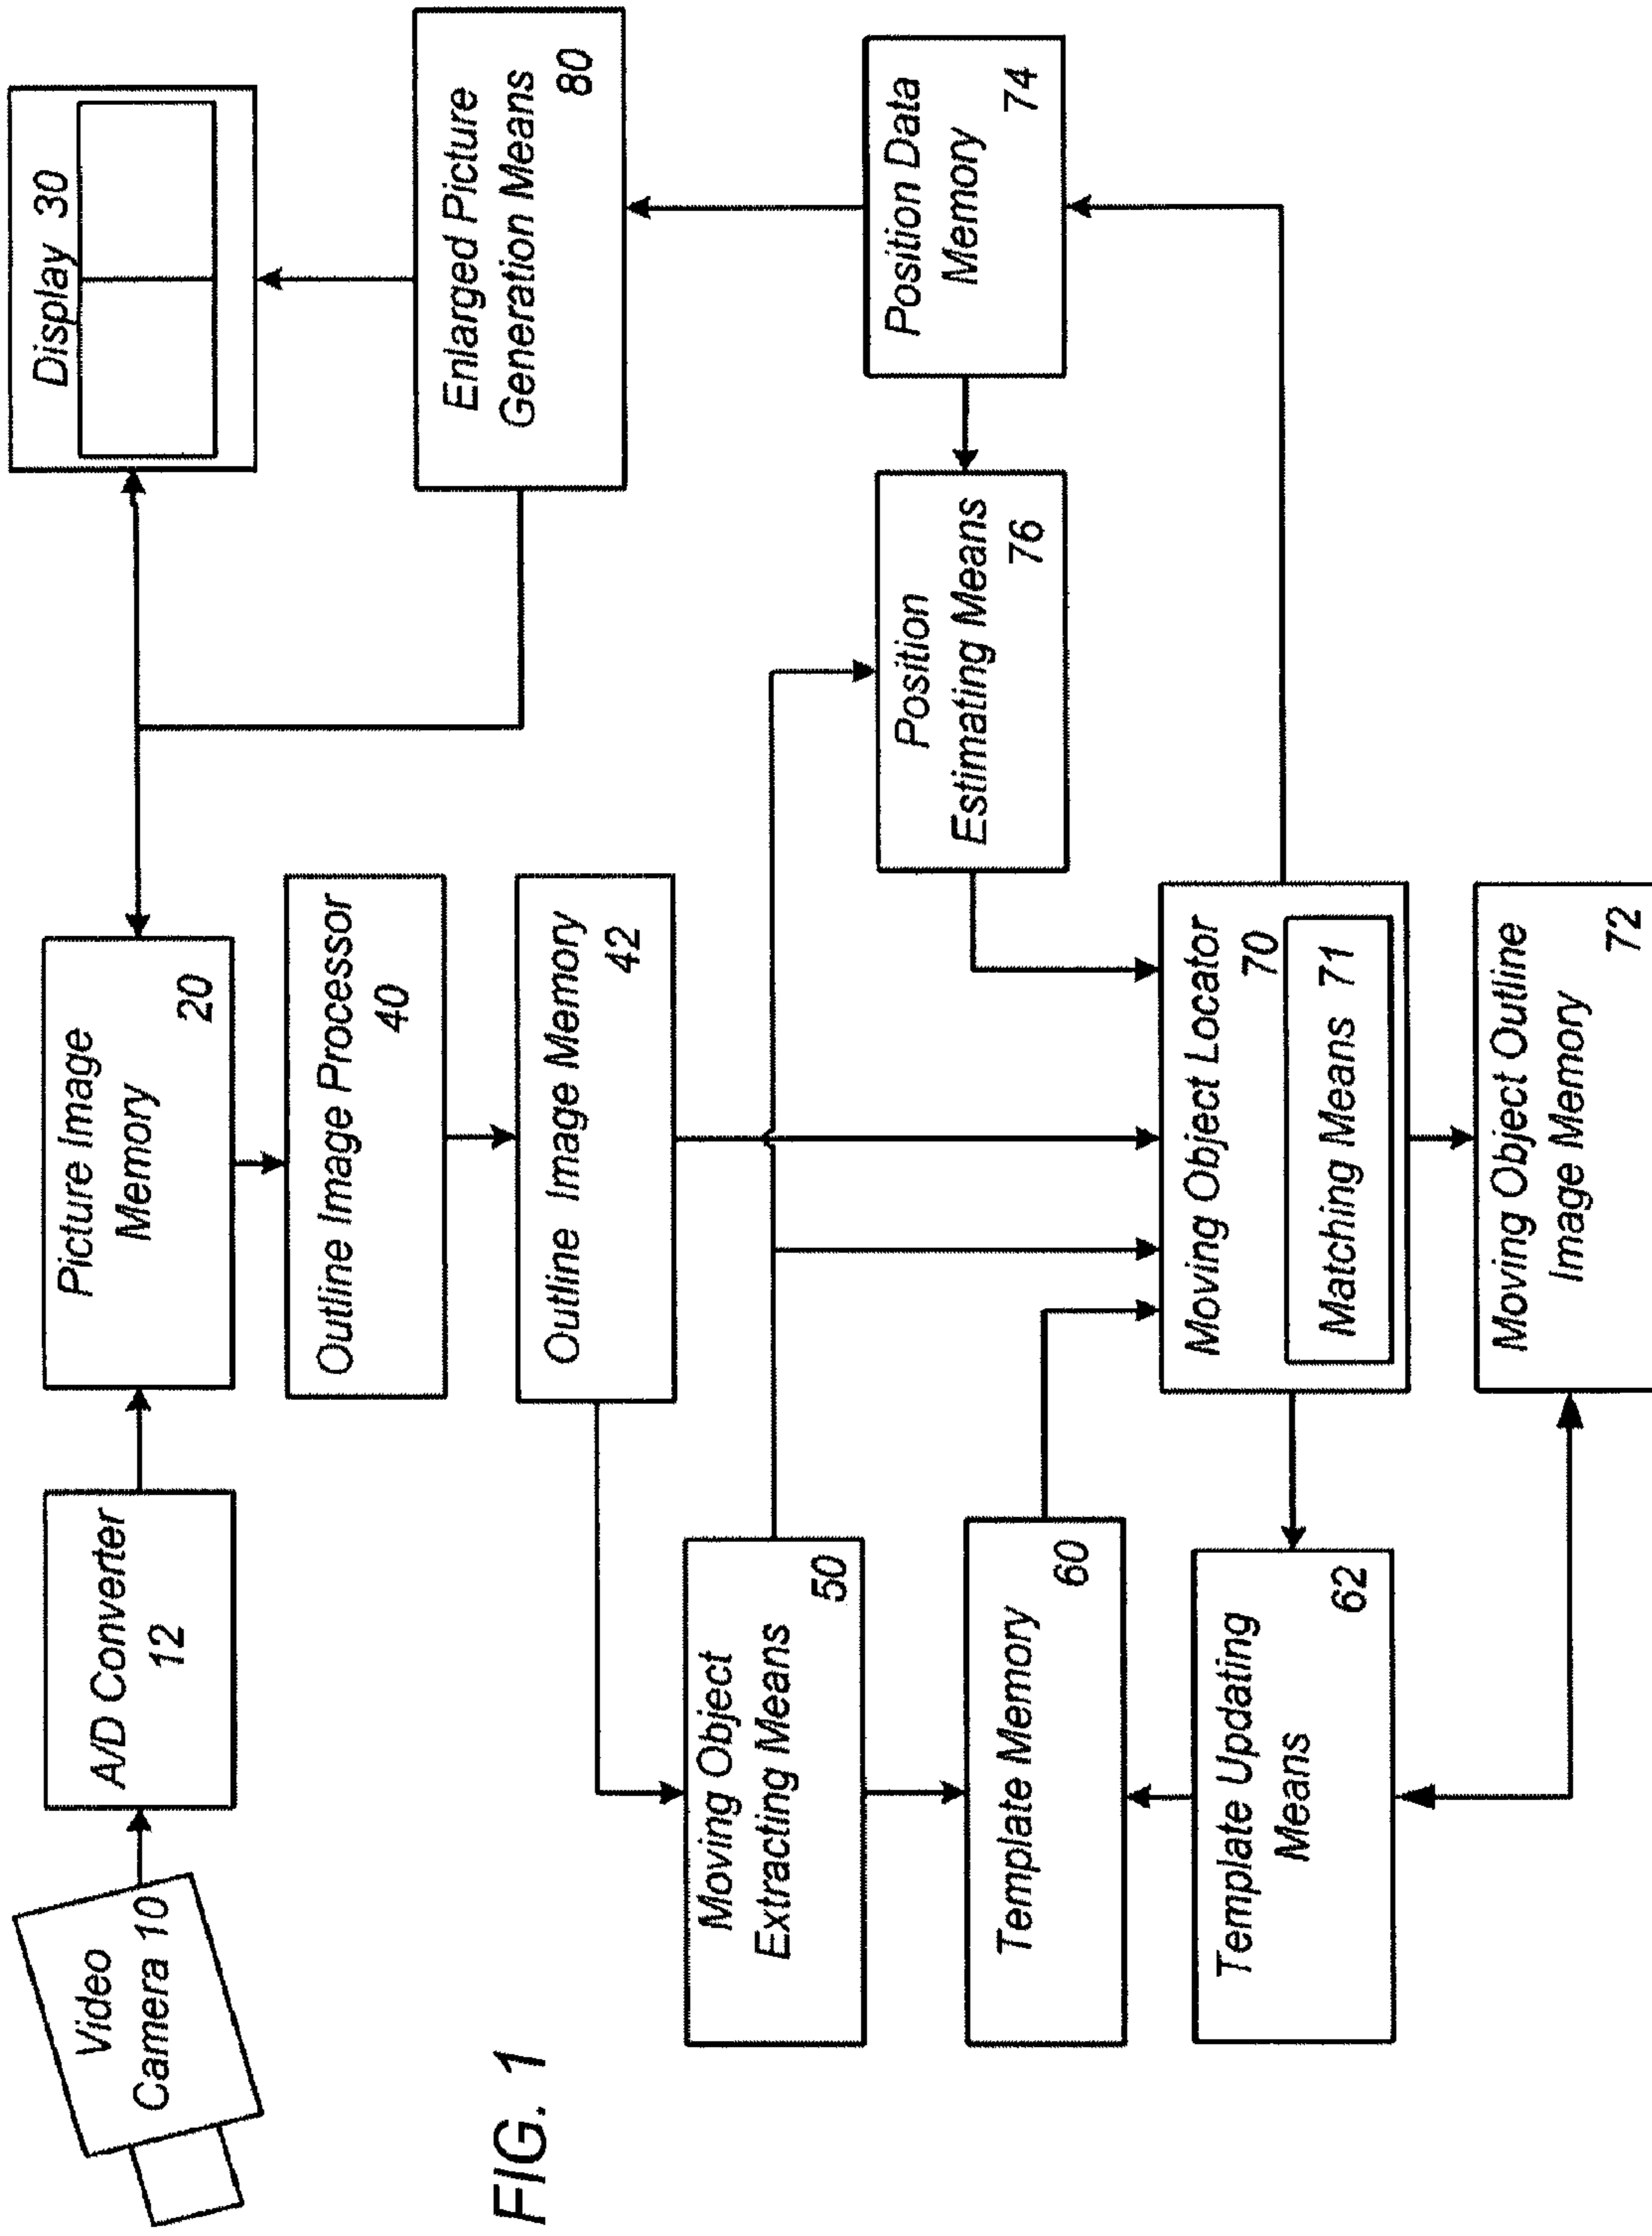 Video
Camera 10
A/D Converter
12
Picture Image
Memory
20
Display 30
Outline Image Processor
40
Enlarged Picture
Generation Means
80
FIG. 1
Outline Image Memory
42
Moving Object
Extracting Means
50
Position
Estimating Means
76
Position Data
Memory
74
Template Memory
60
Template Updating
Means
62
Moving Object Locator
70
Matching Means 71
Moving Object Outline
Image Memory
72